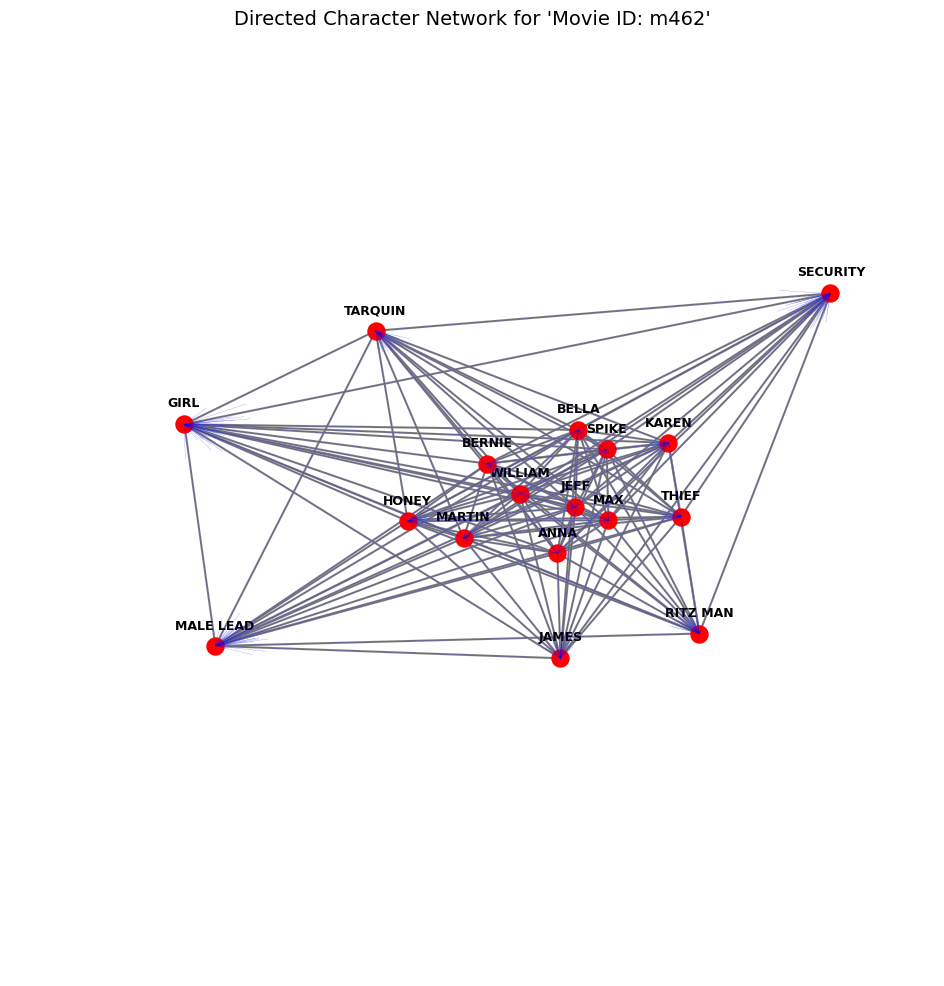 Directed Character Network for 'Movie ID: m462'
SECURITY
TARQUIN
GIRL
BELLA
KAREN
SPIKE
BERNIE
WILLIAM
JEFF
THIEF
MAX
HONEY
MARTIN
ANNA
RITZ MAN
MALE LEAD
JAMES